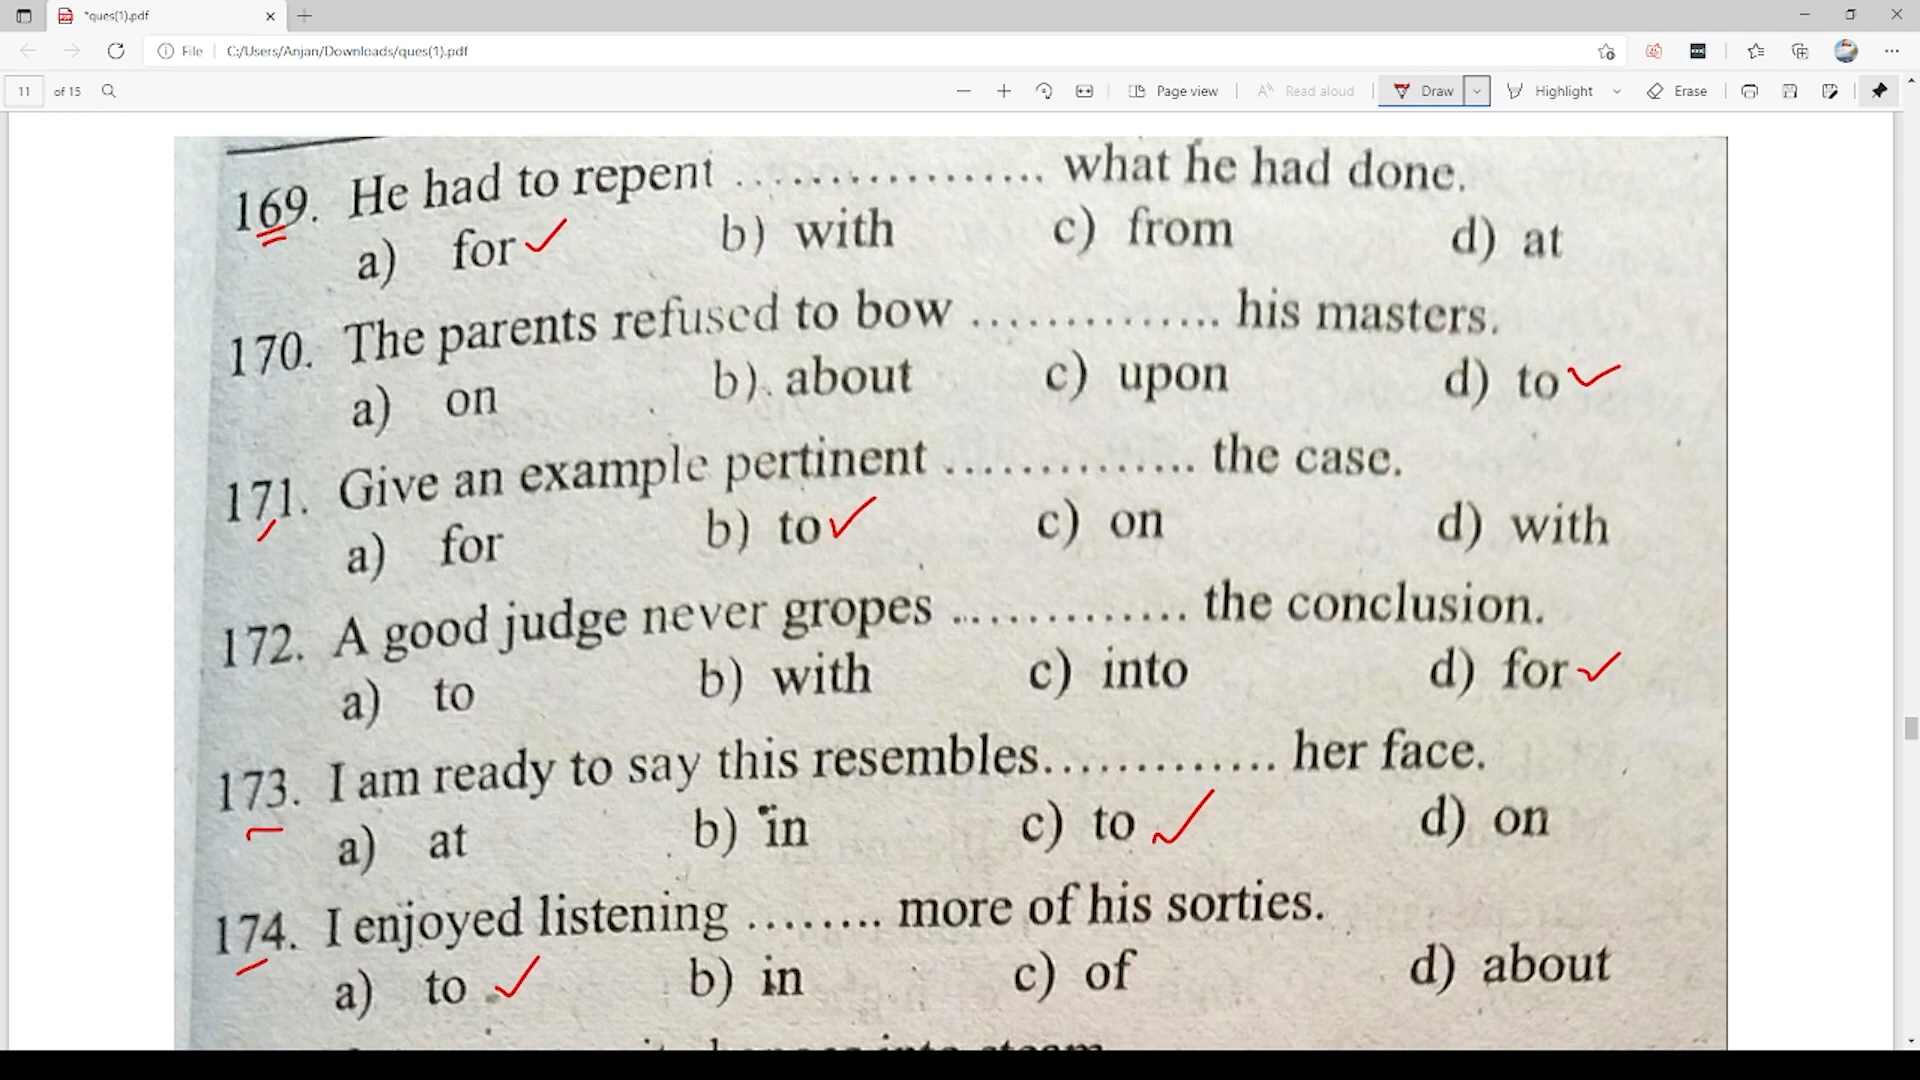 *ques(1).pdf
File C:/Users/Anjan/Downloads/ques(1).pdf
11 of 15 Page view Read aloud Draw Highlight Erase
169. He had to repent ................. what he had done.
a) for b) with c) from d) at
170. The parents refused to bow .............. his masters.
a) on b) about c) upon d) to
171. Give an example pertinent .............. the case.
a) for b) to c) on d) with
172. A good judge never gropes ............. the conclusion.
a) to b) with c) into d) for
173. I am ready to say this resembles.............. her face.
a) at b) in c) to d) on
174. I enjoyed listening ........ more of his sorties.
a) to b) in c) of d) about
into steam